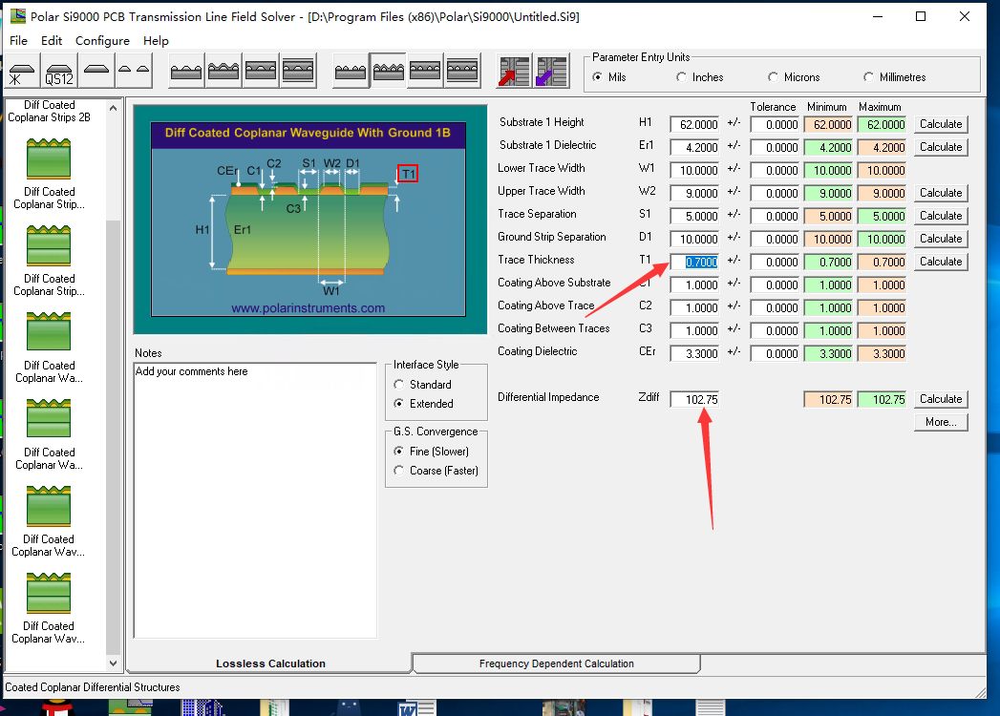 Polar Si9000 PCB Transmission Line Field Solver - [D:\Program Files (x86)\Polar\Si9000\Untitled.Si9]
File Edit Configure Help
QS12
Parameter Entry Units
Mils Inches Microns Millimetres
Diff Coated
Coplanar Strips 2B
Diff Coated
Coplanar Strip...
Diff Coated
Coplanar Strip...
Diff Coated
Coplanar Wa...
Diff Coated
Coplanar Wa...
Diff Coated
Coplanar Wav...
Diff Coated
Coplanar Wav...
Diff Coated Coplanar Waveguide With Ground 1B
CEr C1 C2 S1 W2 D1 T1
C3
H1 Er1
W1
www.polarinstruments.com
Notes
Add your comments here
Interface Style
Standard
Extended
G.S. Convergence
Fine (Slower)
Coarse (Faster)
Tolerance Minimum Maximum
Substrate 1 Height H1 62.0000 +/- 0.0000 62.0000 62.0000 Calculate
Substrate 1 Dielectric Er1 4.2000 +/- 0.0000 4.2000 4.2000 Calculate
Lower Trace Width W1 10.0000 +/- 0.0000 10.0000 10.0000
Upper Trace Width W2 9.0000 +/- 0.0000 9.0000 9.0000 Calculate
Trace Separation S1 5.0000 +/- 0.0000 5.0000 5.0000 Calculate
Ground Strip Separation D1 10.0000 +/- 0.0000 10.0000 10.0000 Calculate
Trace Thickness T1 0.7000 +/- 0.0000 0.7000 0.7000 Calculate
Coating Above Substrate C1 1.0000 +/- 0.0000 1.0000 1.0000
Coating Above Trace C2 1.0000 +/- 0.0000 1.0000 1.0000
Coating Between Traces C3 1.0000 +/- 0.0000 1.0000 1.0000
Coating Dielectric CEr 3.3000 +/- 0.0000 3.3000 3.3000
Differential Impedance Zdiff 102.75 102.75 102.75 Calculate
More...
Lossless Calculation Frequency Dependent Calculation
Coated Coplanar Differential Structures